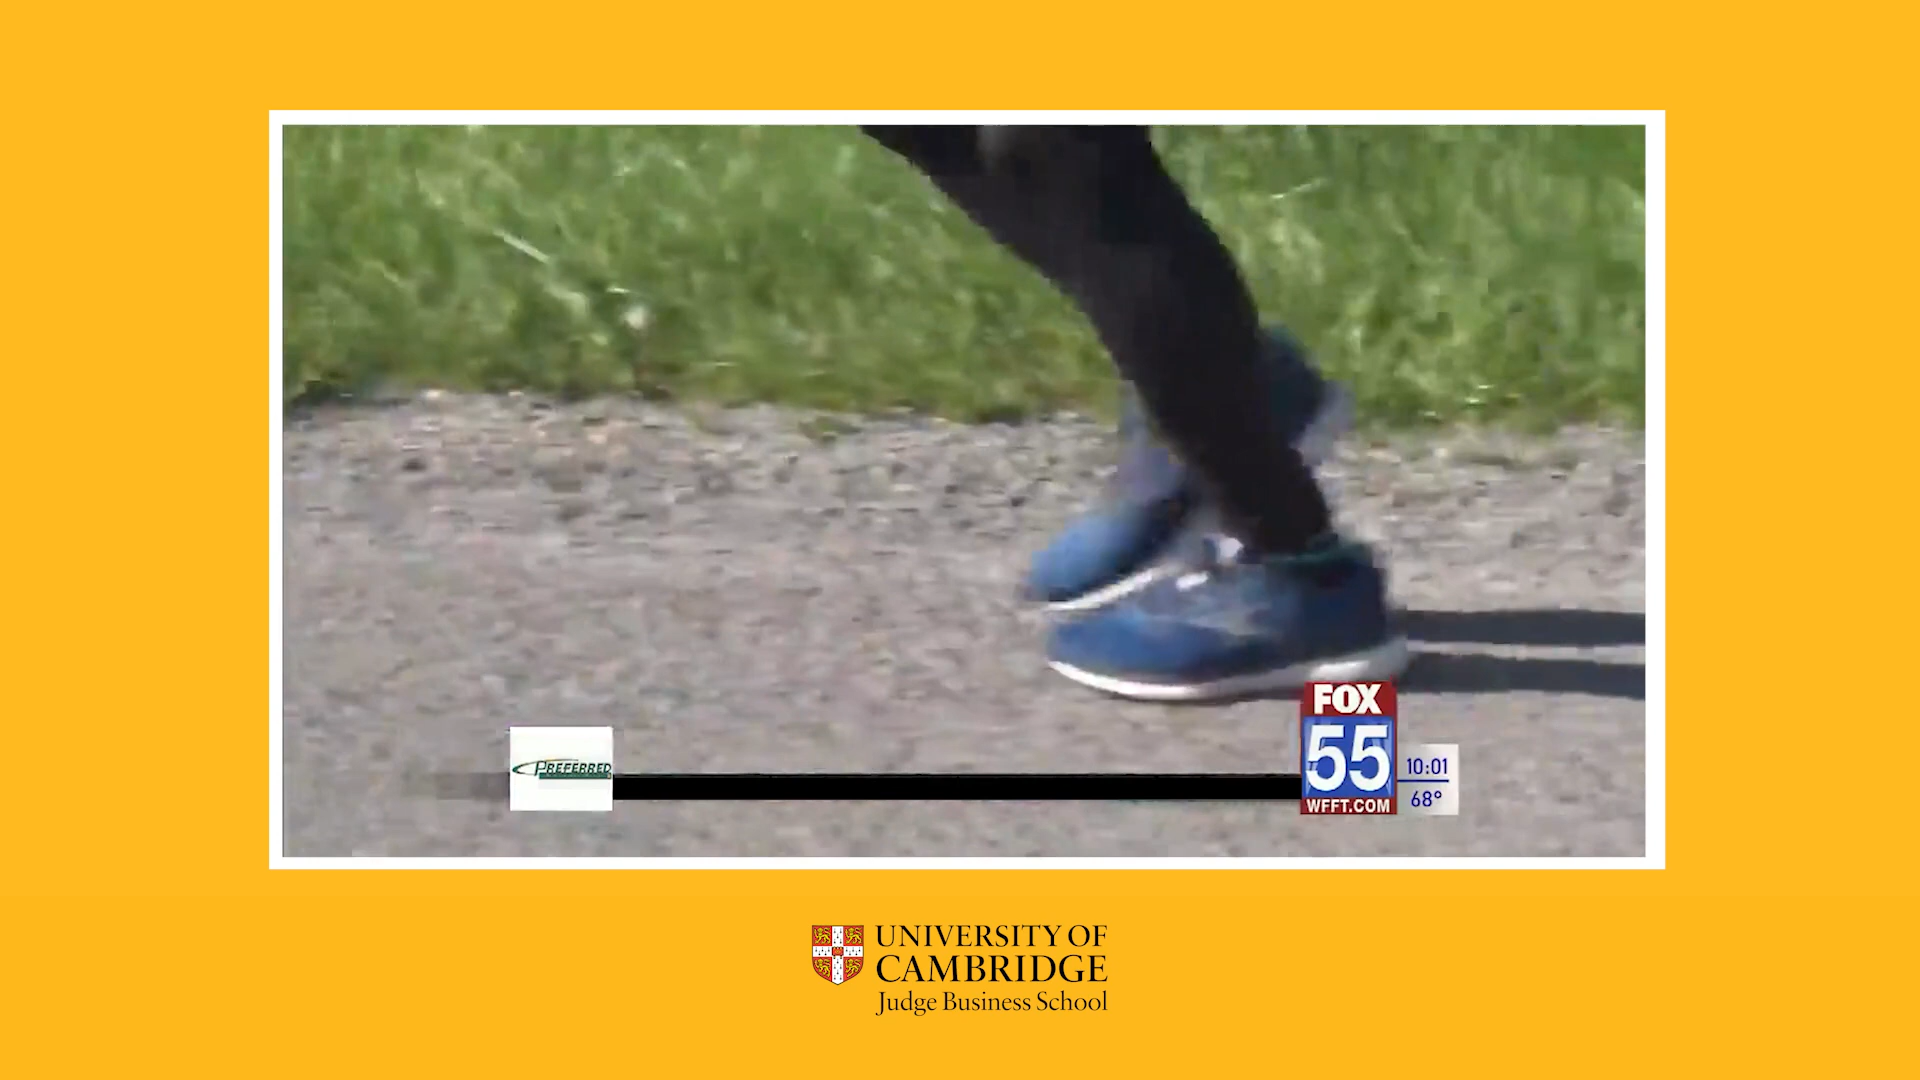 PREFERRED
FOX
55
WFFT.COM
10:01
68°
UNIVERSITY OF
CAMBRIDGE
Judge Business School